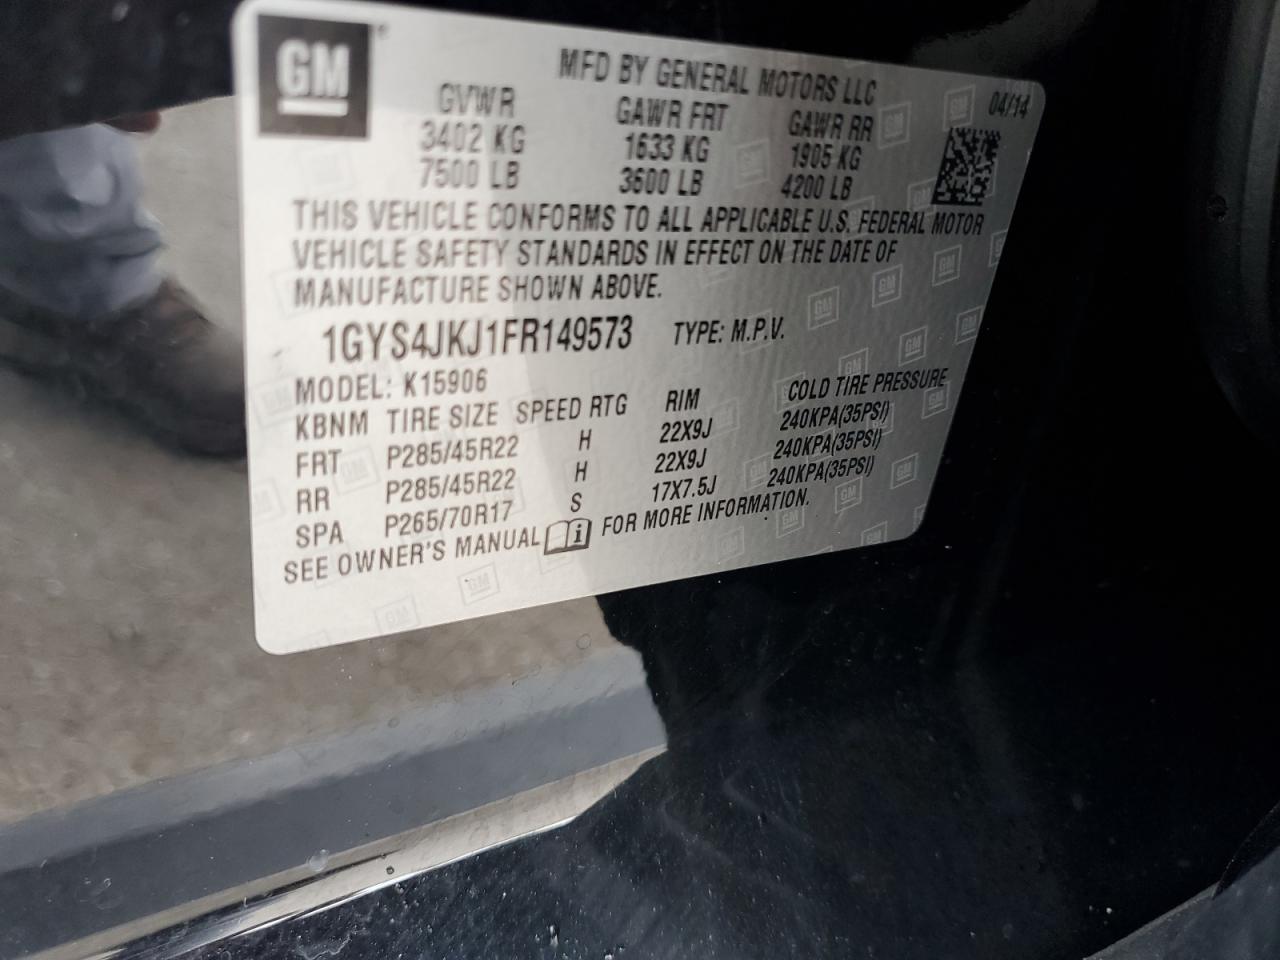 GM
MFD BY GENERAL MOTORS LLC
04/14
GVWR GAWR FRT GAWR RR
3402 KG 1633 KG 1905 KG
7500 LB 3600 LB 4200 LB
THIS VEHICLE CONFORMS TO ALL APPLICABLE U.S. FEDERAL MOTOR
VEHICLE SAFETY STANDARDS IN EFFECT ON THE DATE OF
MANUFACTURE SHOWN ABOVE.
1GYS4JKJ1FR149573 TYPE: M.P.V.
MODEL: K15906
KBNM TIRE SIZE SPEED RTG RIM COLD TIRE PRESSURE
FRT P285/45R22 H 22X9J 240KPA(35PSI)
RR P285/45R22 H 22X9J 240KPA(35PSI)
SPA P265/70R17 S 17X7.5J 240KPA(35PSI)
SEE OWNER'S MANUAL i FOR MORE INFORMATION.